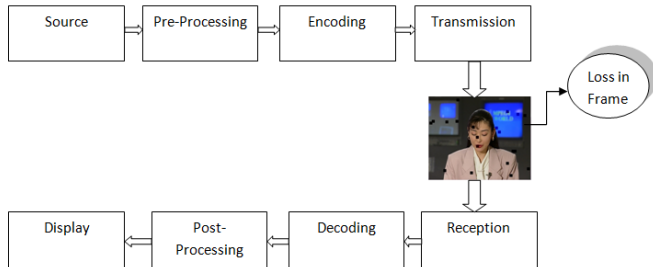 Source
Pre-Processing
Encoding
Transmission
Loss in
Frame
Display
Post-
Processing
Decoding
Reception